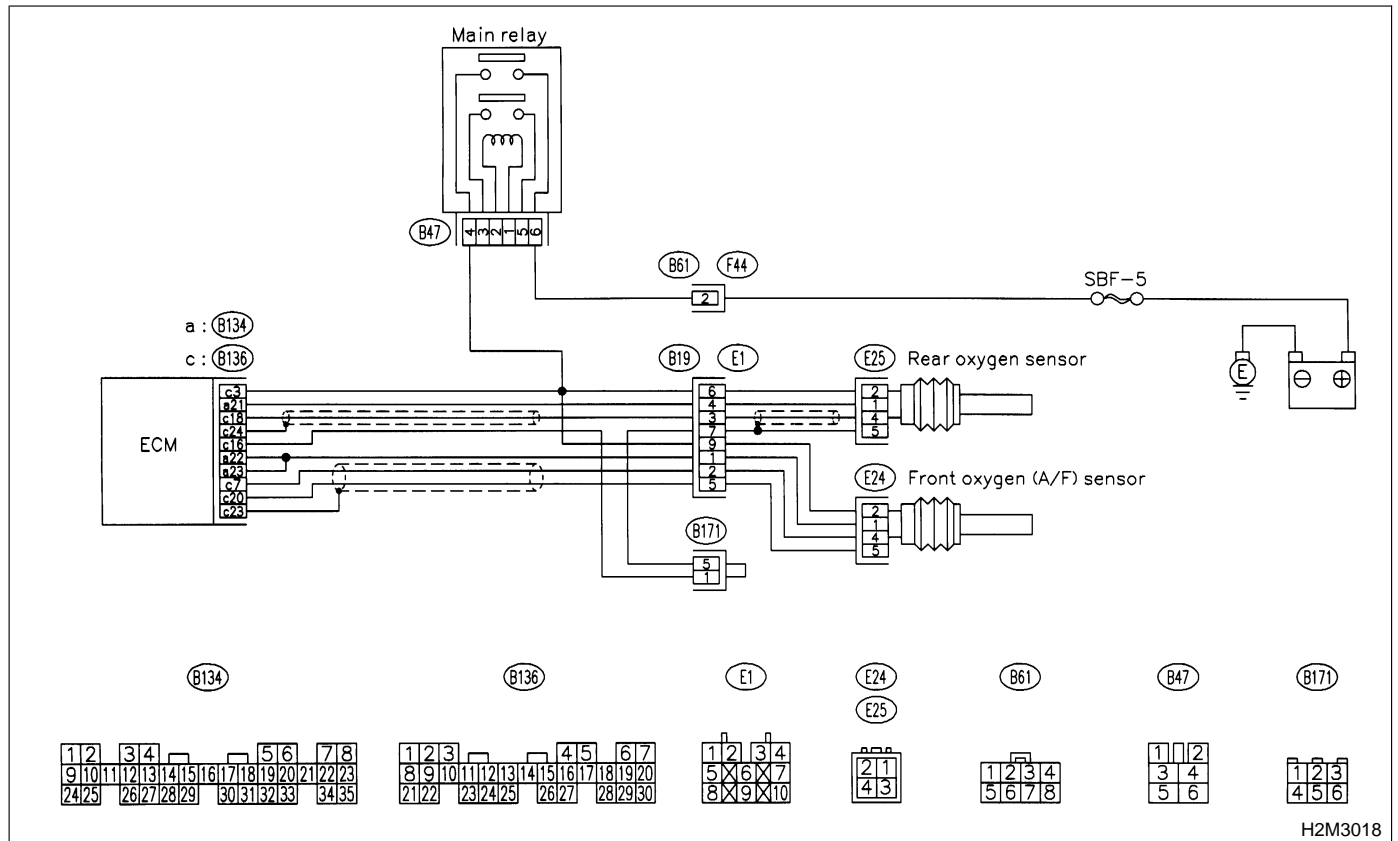 Main relay
B47
4 3 2 1 5 6
B61 F44
2
SBF-5
a : B134
c : B136
B19 E1
E25 Rear oxygen sensor
E
⊖ ⊕
ECM
c3
a21
c18
c24
c16
a22
a23
c7
c20
c23
6
4
3
7
9
1
2
5
2
1
4
5
E24 Front oxygen (A/F) sensor
2
1
4
5
B171
5
1
B134 B136 E1 E24 B61 B47 B171
E25
1 2 3 4 5 6 7 8
9 10 11 12 13 14 15 16 17 18 19 20 21 22 23
24 25 26 27 28 29 30 31 32 33 34 35
1 2 3 4 5 6 7
8 9 10 11 12 13 14 15 16 17 18 19 20
21 22 23 24 25 26 27 28 29 30
1 2 3 4
5 6 7
8 9 10
2 1
4 3
1 2 3 4
5 6 7 8
1 2
3 4
5 6
1 2 3
4 5 6
H2M3018